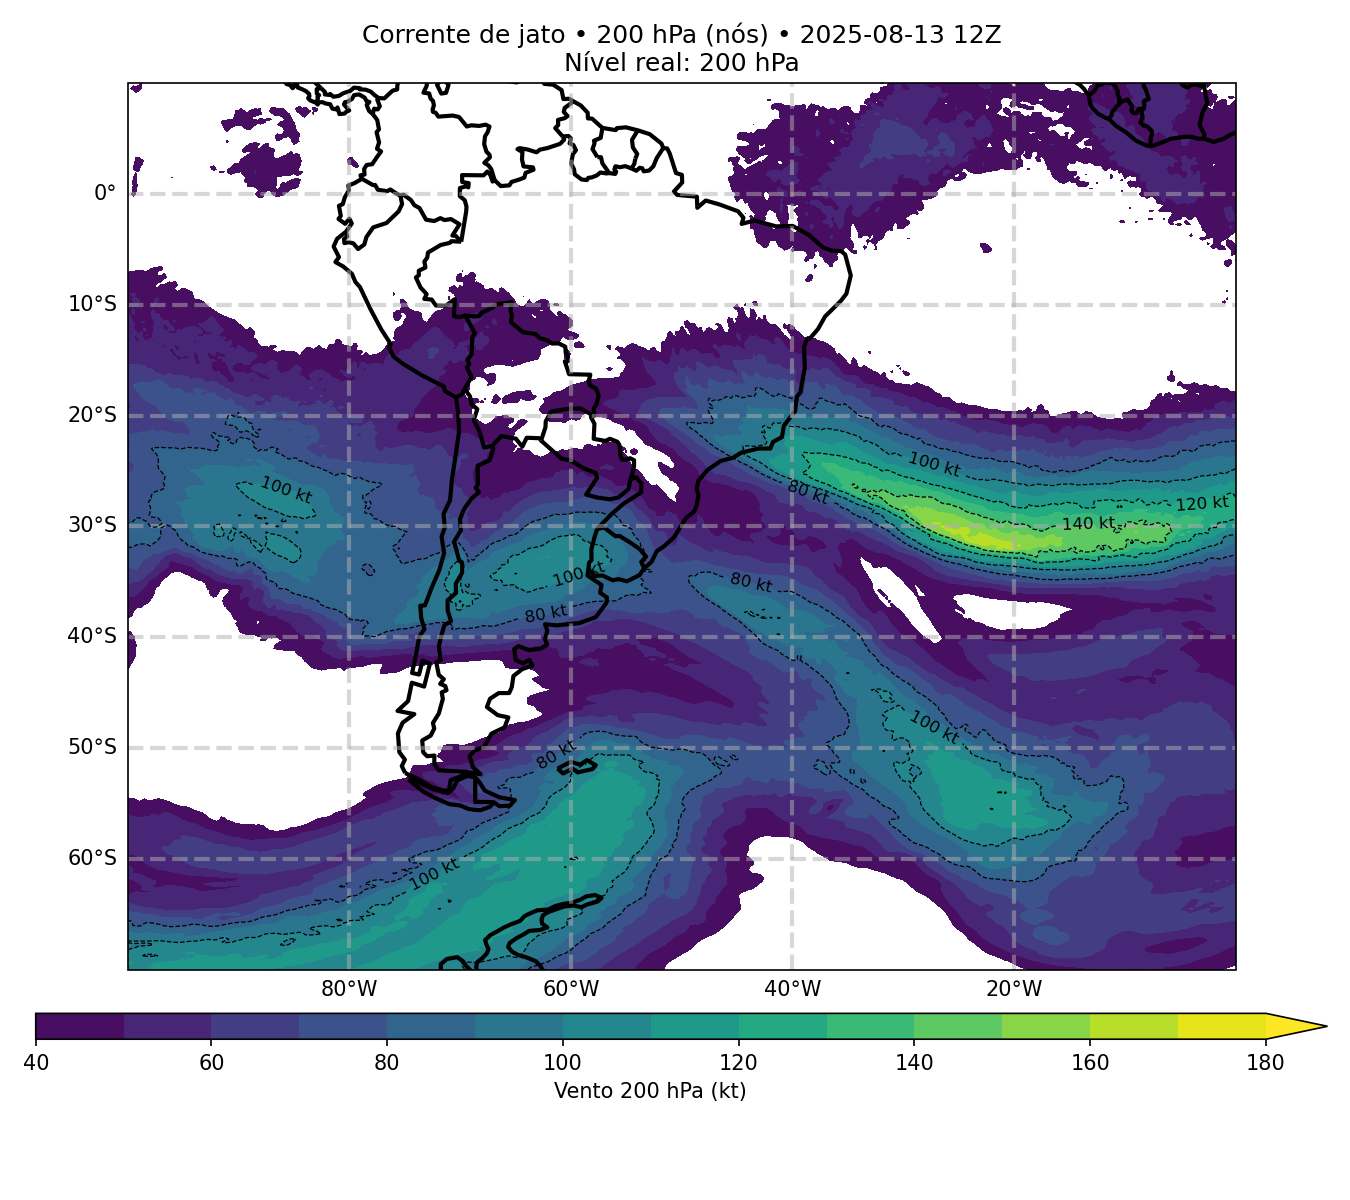 Corrente de jato • 200 hPa (nós) • 2025-08-13 12Z
Nível real: 200 hPa
0°
10°S
20°S
30°S
40°S
50°S
60°S
100 kt
100 kt
80 kt
120 kt
140 kt
100 kt
80 kt
80 kt
100 kt
80 kt
100 kt
80°W
60°W
40°W
20°W
40
60
80
100
120
140
160
180
Vento 200 hPa (kt)